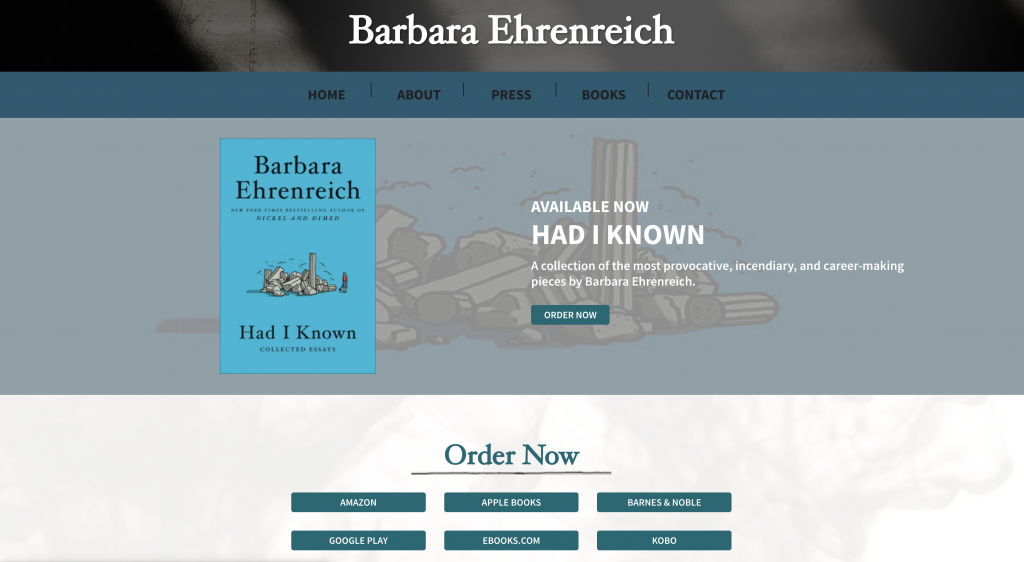 Barbara Ehrenreich
HOME
ABOUT
PRESS
BOOKS
CONTACT
Barbara
Ehrenreich
NEW YORK TIMES BESTSELLING AUTHOR OF
NICKEL AND DIMED
Had I Known
COLLECTED ESSAYS
AVAILABLE NOW
HAD I KNOWN
A collection of the most provocative, incendiary, and career-making
pieces by Barbara Ehrenreich.
ORDER NOW
Order Now
AMAZON
APPLE BOOKS
BARNES & NOBLE
GOOGLE PLAY
EBOOKS.COM
KOBO